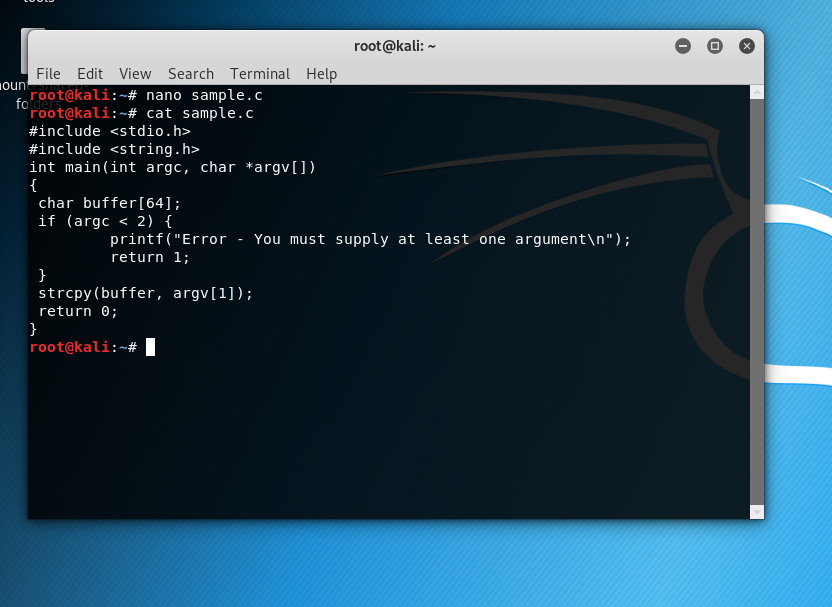 tools
root@kali: ~
File Edit View Search Terminal Help
root@kali:~# nano sample.c
root@kali:~# cat sample.c
#include <stdio.h>
#include <string.h>
int main(int argc, char *argv[])
{
 char buffer[64];
 if (argc < 2) {
         printf("Error - You must supply at least one argument\n");
         return 1;
 }
 strcpy(buffer, argv[1]);
 return 0;
}
root@kali:~#
folders